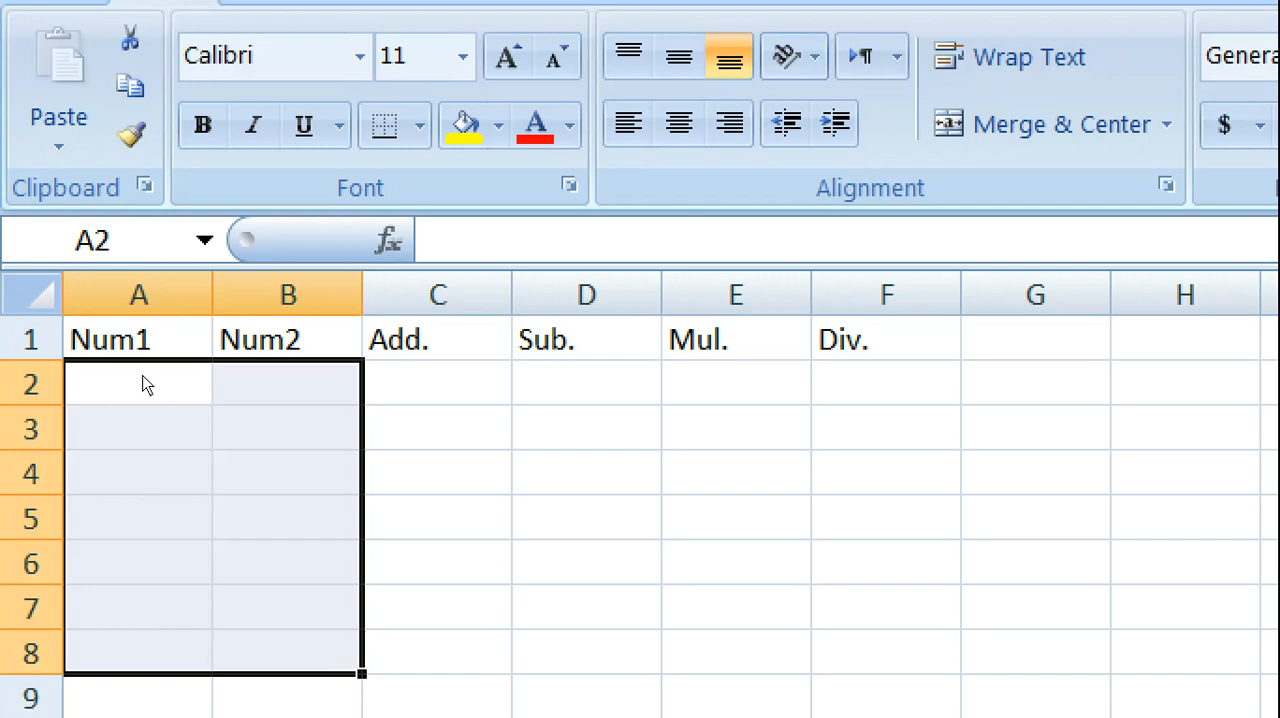 Calibri 11 Wrap Text
Paste B I U A Merge & Center $
Clipboard Font Alignment
A2 fx
A B C D E F G H
1 Num1 Num2 Add. Sub. Mul. Div.
2
3
4
5
6
7
8
9